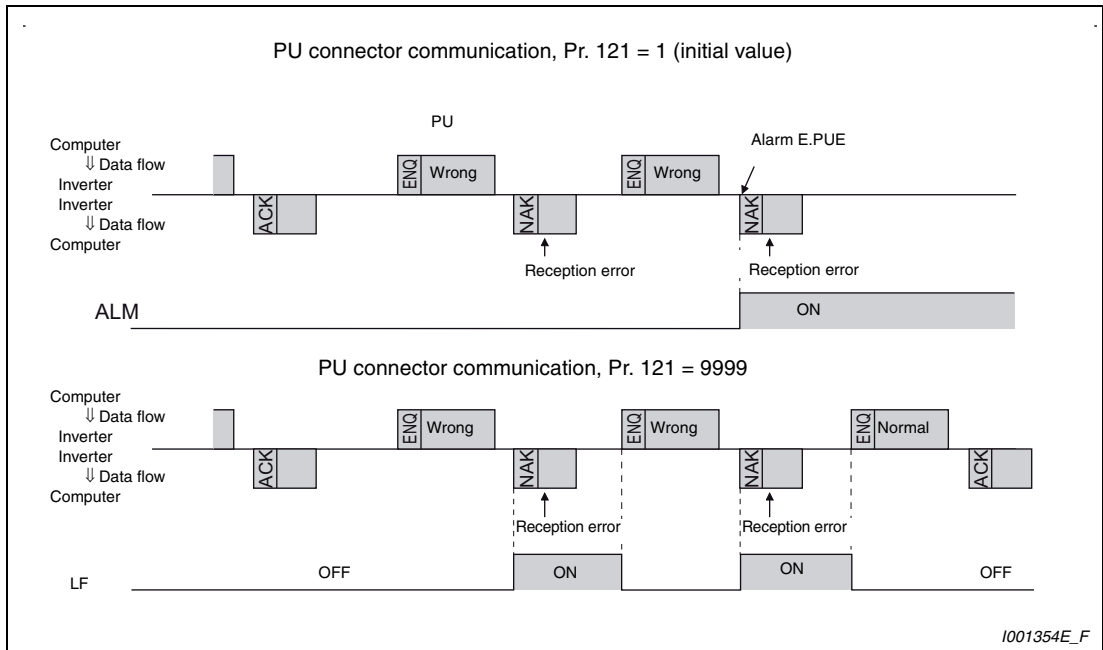 PU connector communication, Pr. 121 = 1 (initial value)
PU
Alarm E.PUE
Computer
⇓ Data flow
Inverter
Inverter
⇓ Data flow
Computer
ENQ Wrong
ENQ Wrong
ACK
NAK
NAK
Reception error
Reception error
ALM
ON
PU connector communication, Pr. 121 = 9999
Computer
⇓ Data flow
Inverter
Inverter
⇓ Data flow
Computer
ENQ Wrong
ENQ Wrong
ENQ Normal
ACK
NAK
NAK
ACK
Reception error
Reception error
LF
OFF
ON
ON
OFF
I001354E_F